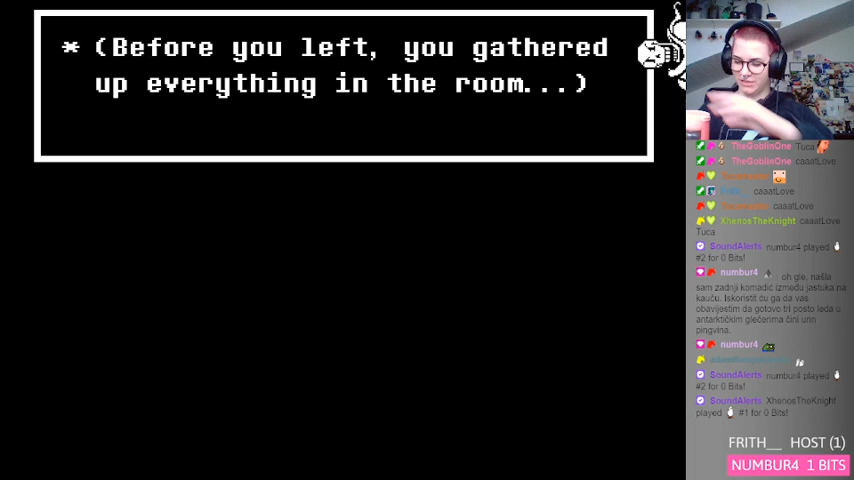 * (Before you left, you gathered
up everything in the room...)
TheGoblinOne Tuca
TheGoblinOne caaatLove
caaatLove
caaatLove
XhenosTheKnight caaatLove
Tuca
SoundAlerts numbur4 played
#2 for 0 Bits!
numbur4 oh gle, našla
sam zadnji komadić između jastuka na
kauču. Iskoristit ću ga da vas
obavijestim da gotovo tri posto leda u
antarktičkim glečerima čini urin
pingvina.
numbur4
SoundAlerts numbur4 played
#2 for 0 Bits!
SoundAlerts XhenosTheKnight
played #1 for 0 Bits!
FRITH__ HOST (1)
NUMBUR4 1 BITS